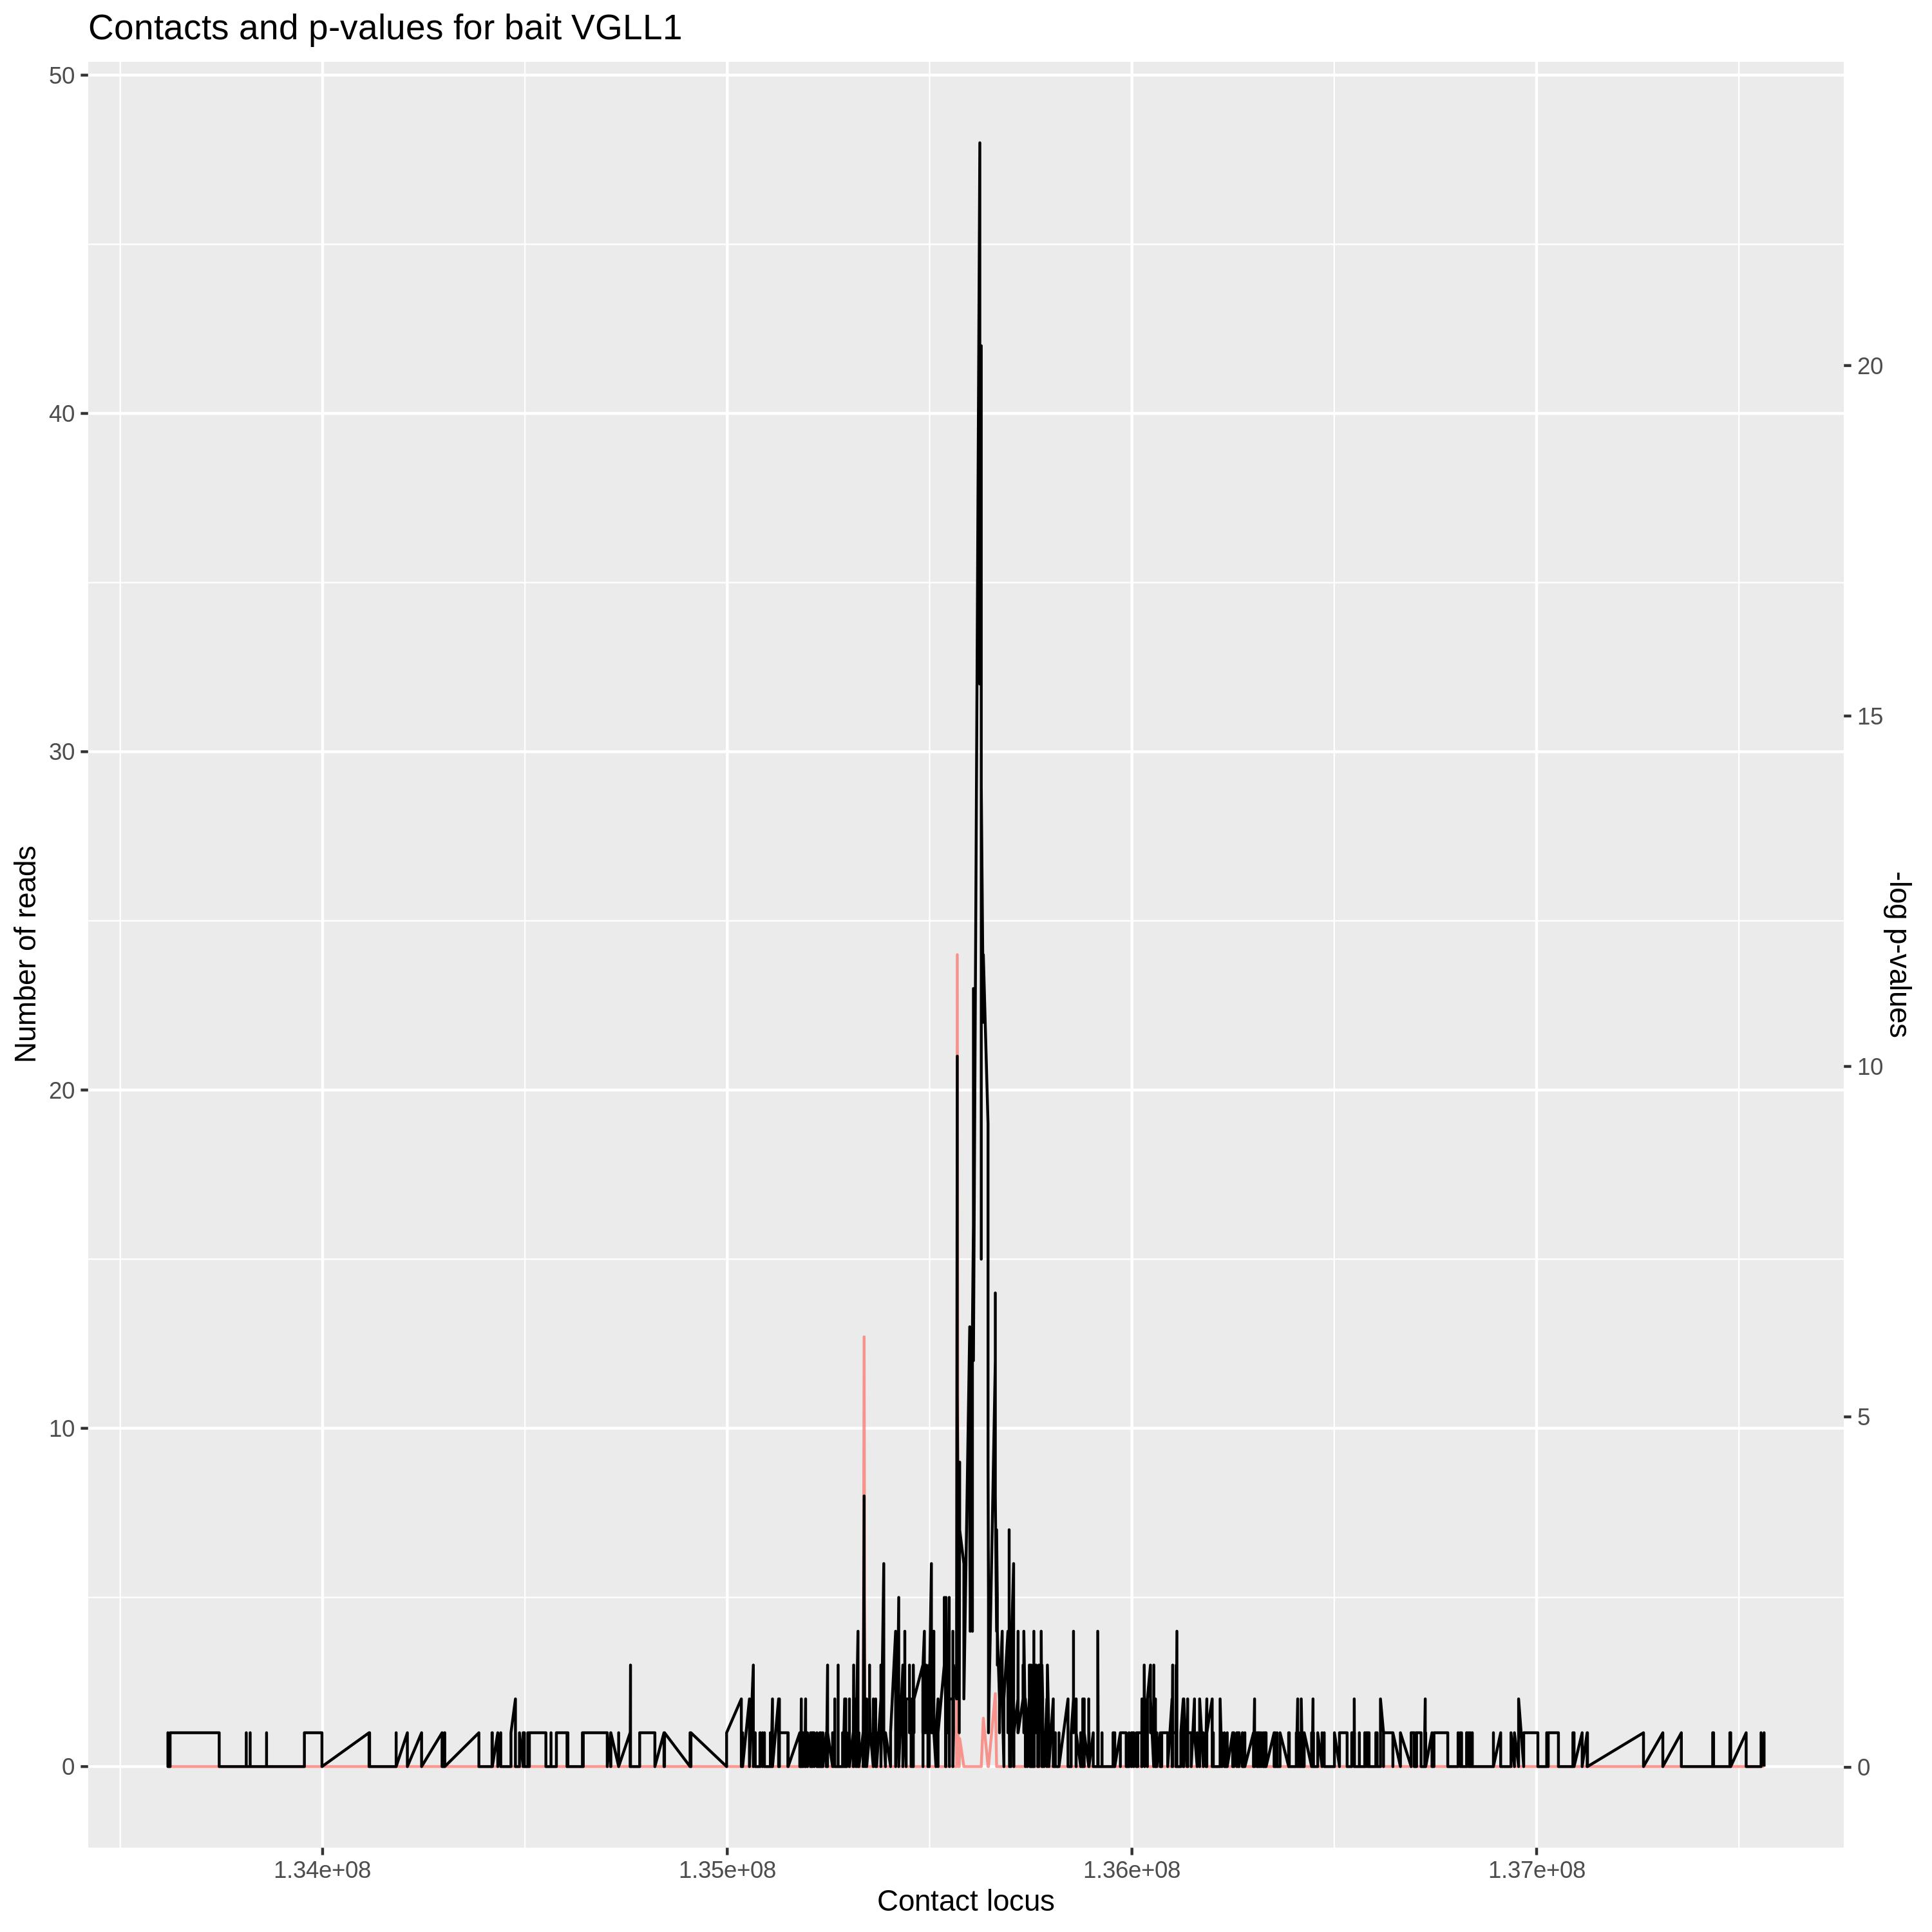 Contacts and p-values for bait VGLL1
50
40
30
20
10
0
Number of reads
20
15
10
5
0
-log p-values
1.34e+08
1.35e+08
1.36e+08
1.37e+08
Contact locus